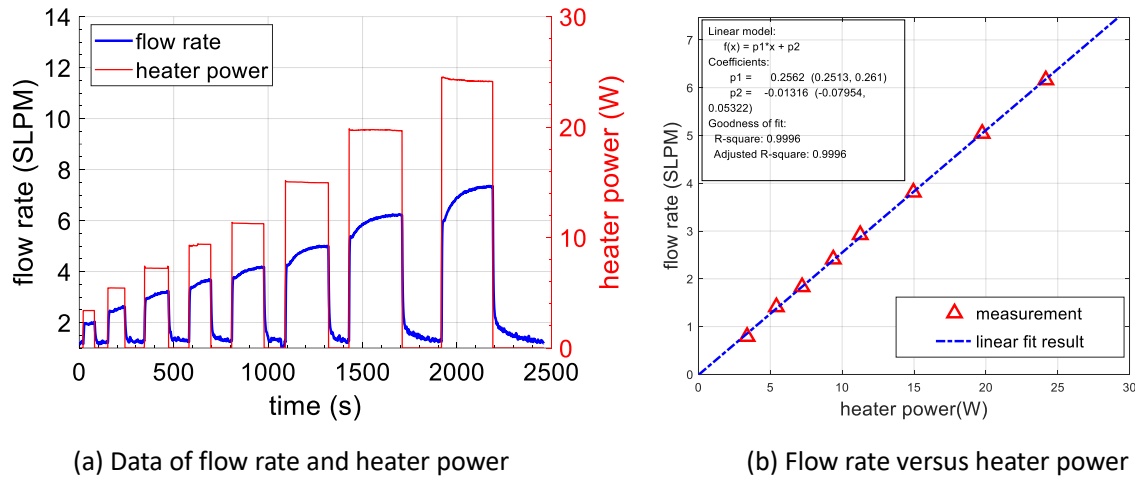 14
12
10
8
6
4
2
flow rate (SLPM)
flow rate
heater power
30
20
10
0
heater power (W)
0
500
1000
1500
2000
2500
time (s)
(a) Data of flow rate and heater power
7
6
5
4
3
2
1
0
flow rate (SLPM)
Linear model:
f(x) = p1*x + p2
Coefficients:
p1 = 0.2562 (0.2513, 0.261)
p2 = -0.01316 (-0.07954,
0.05322)
Goodness of fit:
R-square: 0.9996
Adjusted R-square: 0.9996
measurement
linear fit result
0
5
10
15
20
25
30
heater power(W)
(b) Flow rate versus heater power